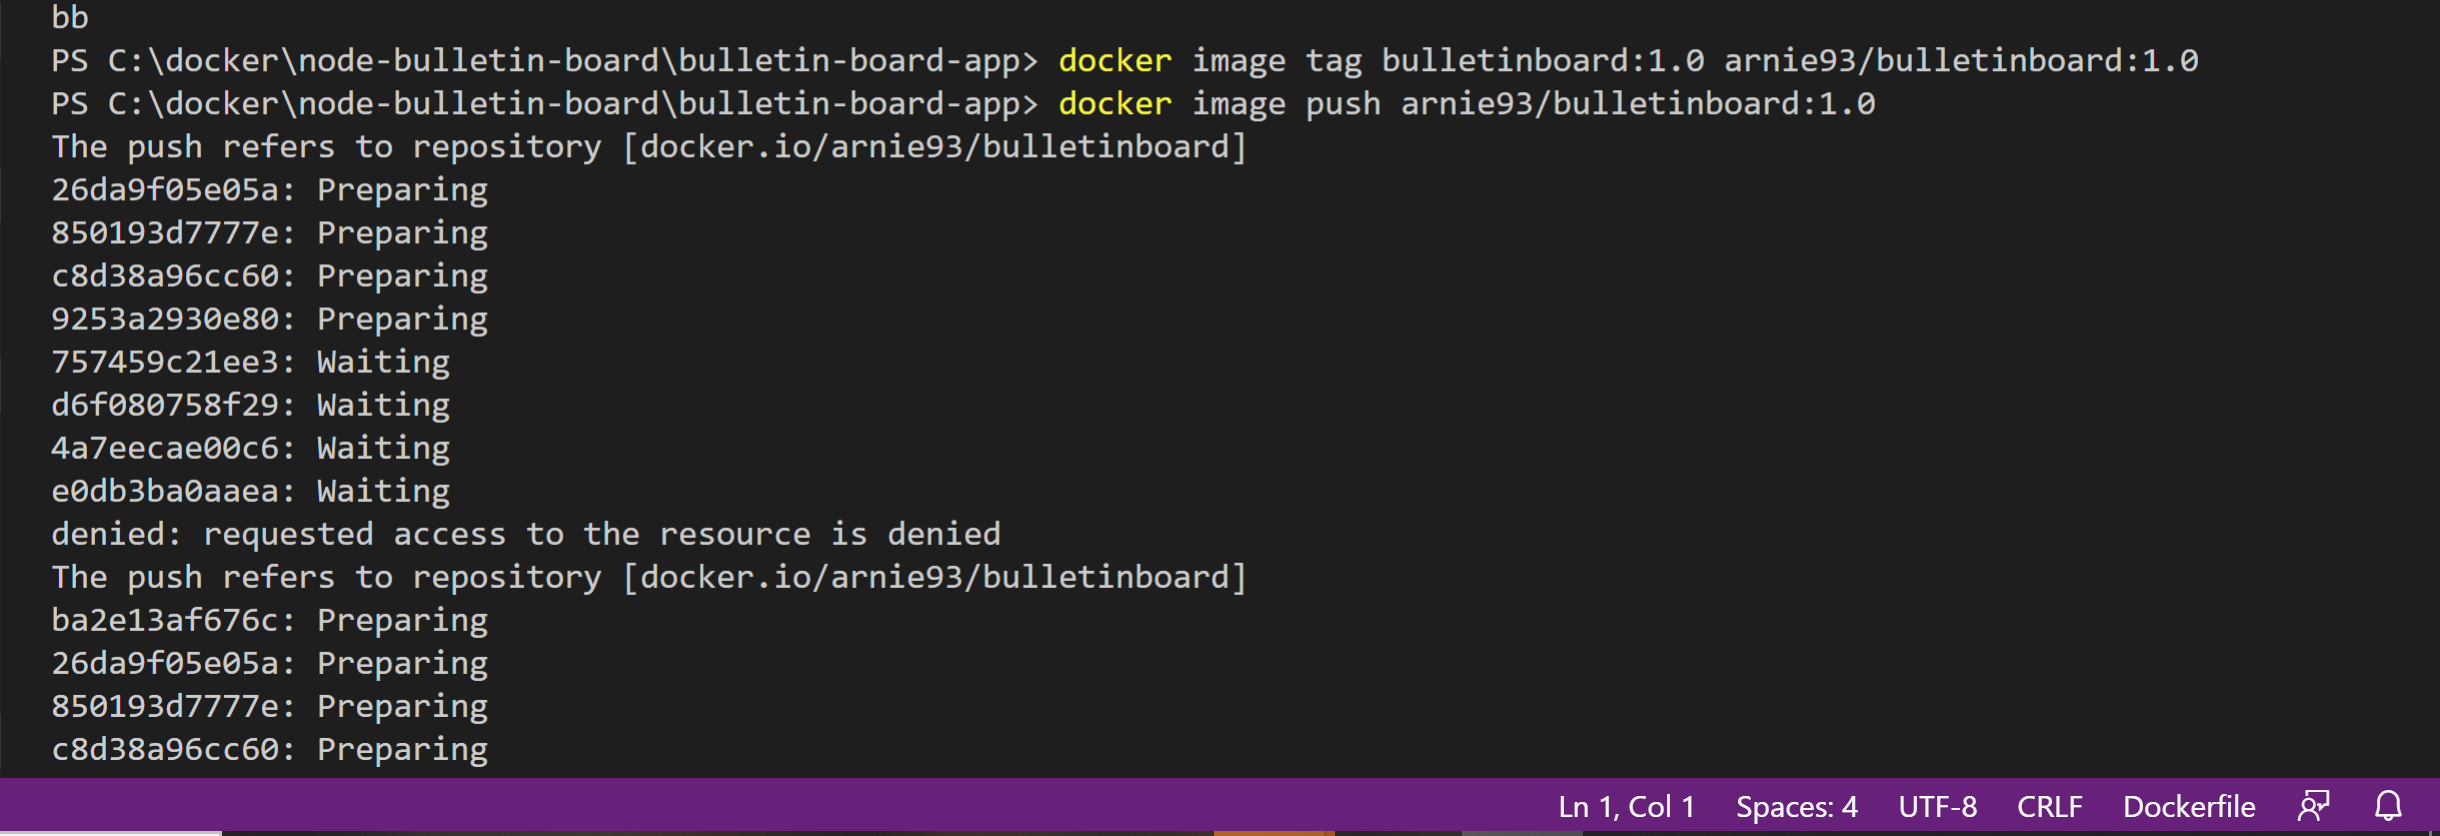 bb
PS C:\docker\node-bulletin-board\bulletin-board-app> docker image tag bulletinboard:1.0 arnie93/bulletinboard:1.0
PS C:\docker\node-bulletin-board\bulletin-board-app> docker image push arnie93/bulletinboard:1.0
The push refers to repository [docker.io/arnie93/bulletinboard]
26da9f05e05a: Preparing
850193d7777e: Preparing
c8d38a96cc60: Preparing
9253a2930e80: Preparing
757459c21ee3: Waiting
d6f080758f29: Waiting
4a7eecae00c6: Waiting
e0db3ba0aaea: Waiting
denied: requested access to the resource is denied
The push refers to repository [docker.io/arnie93/bulletinboard]
ba2e13af676c: Preparing
26da9f05e05a: Preparing
850193d7777e: Preparing
c8d38a96cc60: Preparing
Ln 1, Col 1 Spaces: 4 UTF-8 CRLF Dockerfile